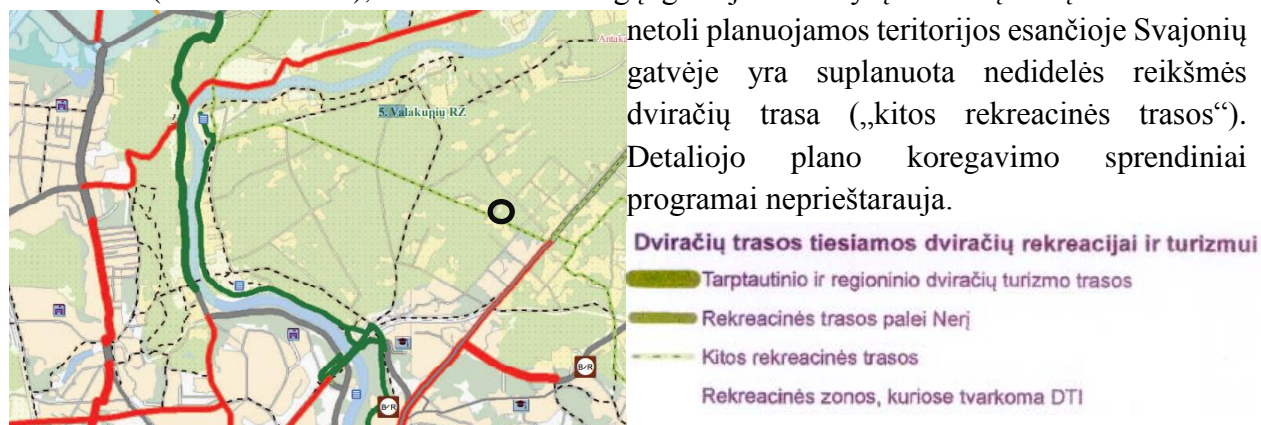 netoli planuojamos teritorijos esančioje Svajonių
gatvėje yra suplanuota nedidelės reikšmės
dviračių trasa („kitos rekreacinės trasos“).
Detaliojo plano koregavimo sprendiniai
programai neprieštarauja.
5. Valakupių RŽ
B+R
B+R
Dviračių trasos tiesiamos dviračių rekreacijai ir turizmui
Tarptautinio ir regioninio dviračių turizmo trasos
Rekreacinės trasos palei Nerį
Kitos rekreacinės trasos
Rekreacinės zonos, kuriose tvarkoma DTI